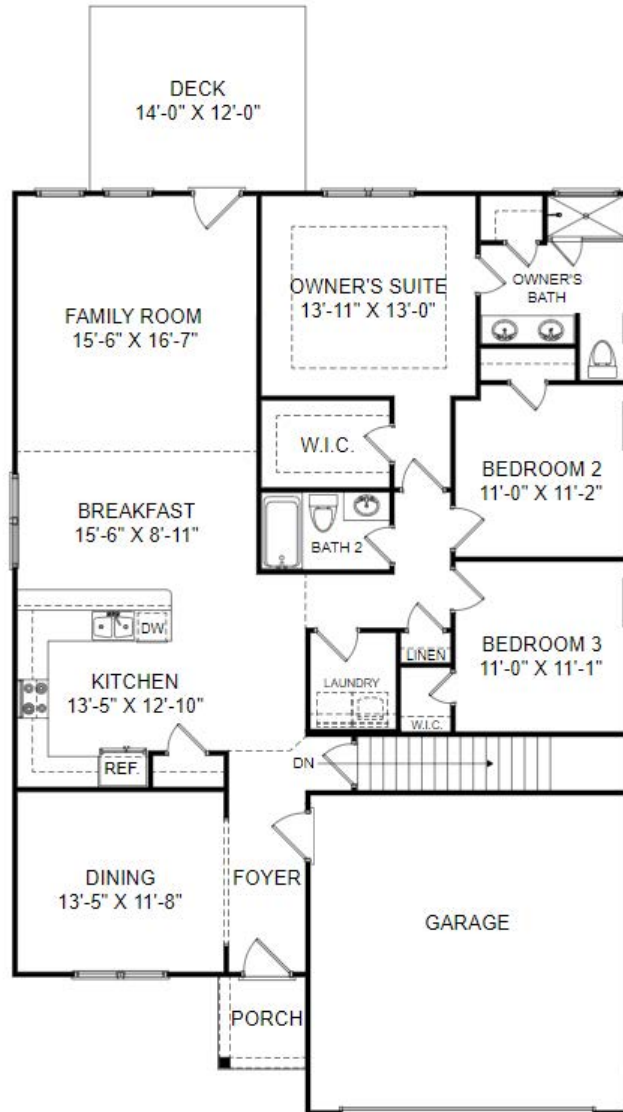 DECK
14'-0" X 12'-0"
FAMILY ROOM
15'-6" X 16'-7"
OWNER'S SUITE
13'-11" X 13'-0"
OWNER'S
BATH
W.I.C.
BEDROOM 2
11'-0" X 11'-2"
BREAKFAST
15'-6" X 8'-11"
BATH 2
DW
KITCHEN
13'-5" X 12'-10"
REF.
LAUNDRY
LINEN
W.I.C.
BEDROOM 3
11'-0" X 11'-1"
DN
DINING
13'-5" X 11'-8"
FOYER
GARAGE
PORCH